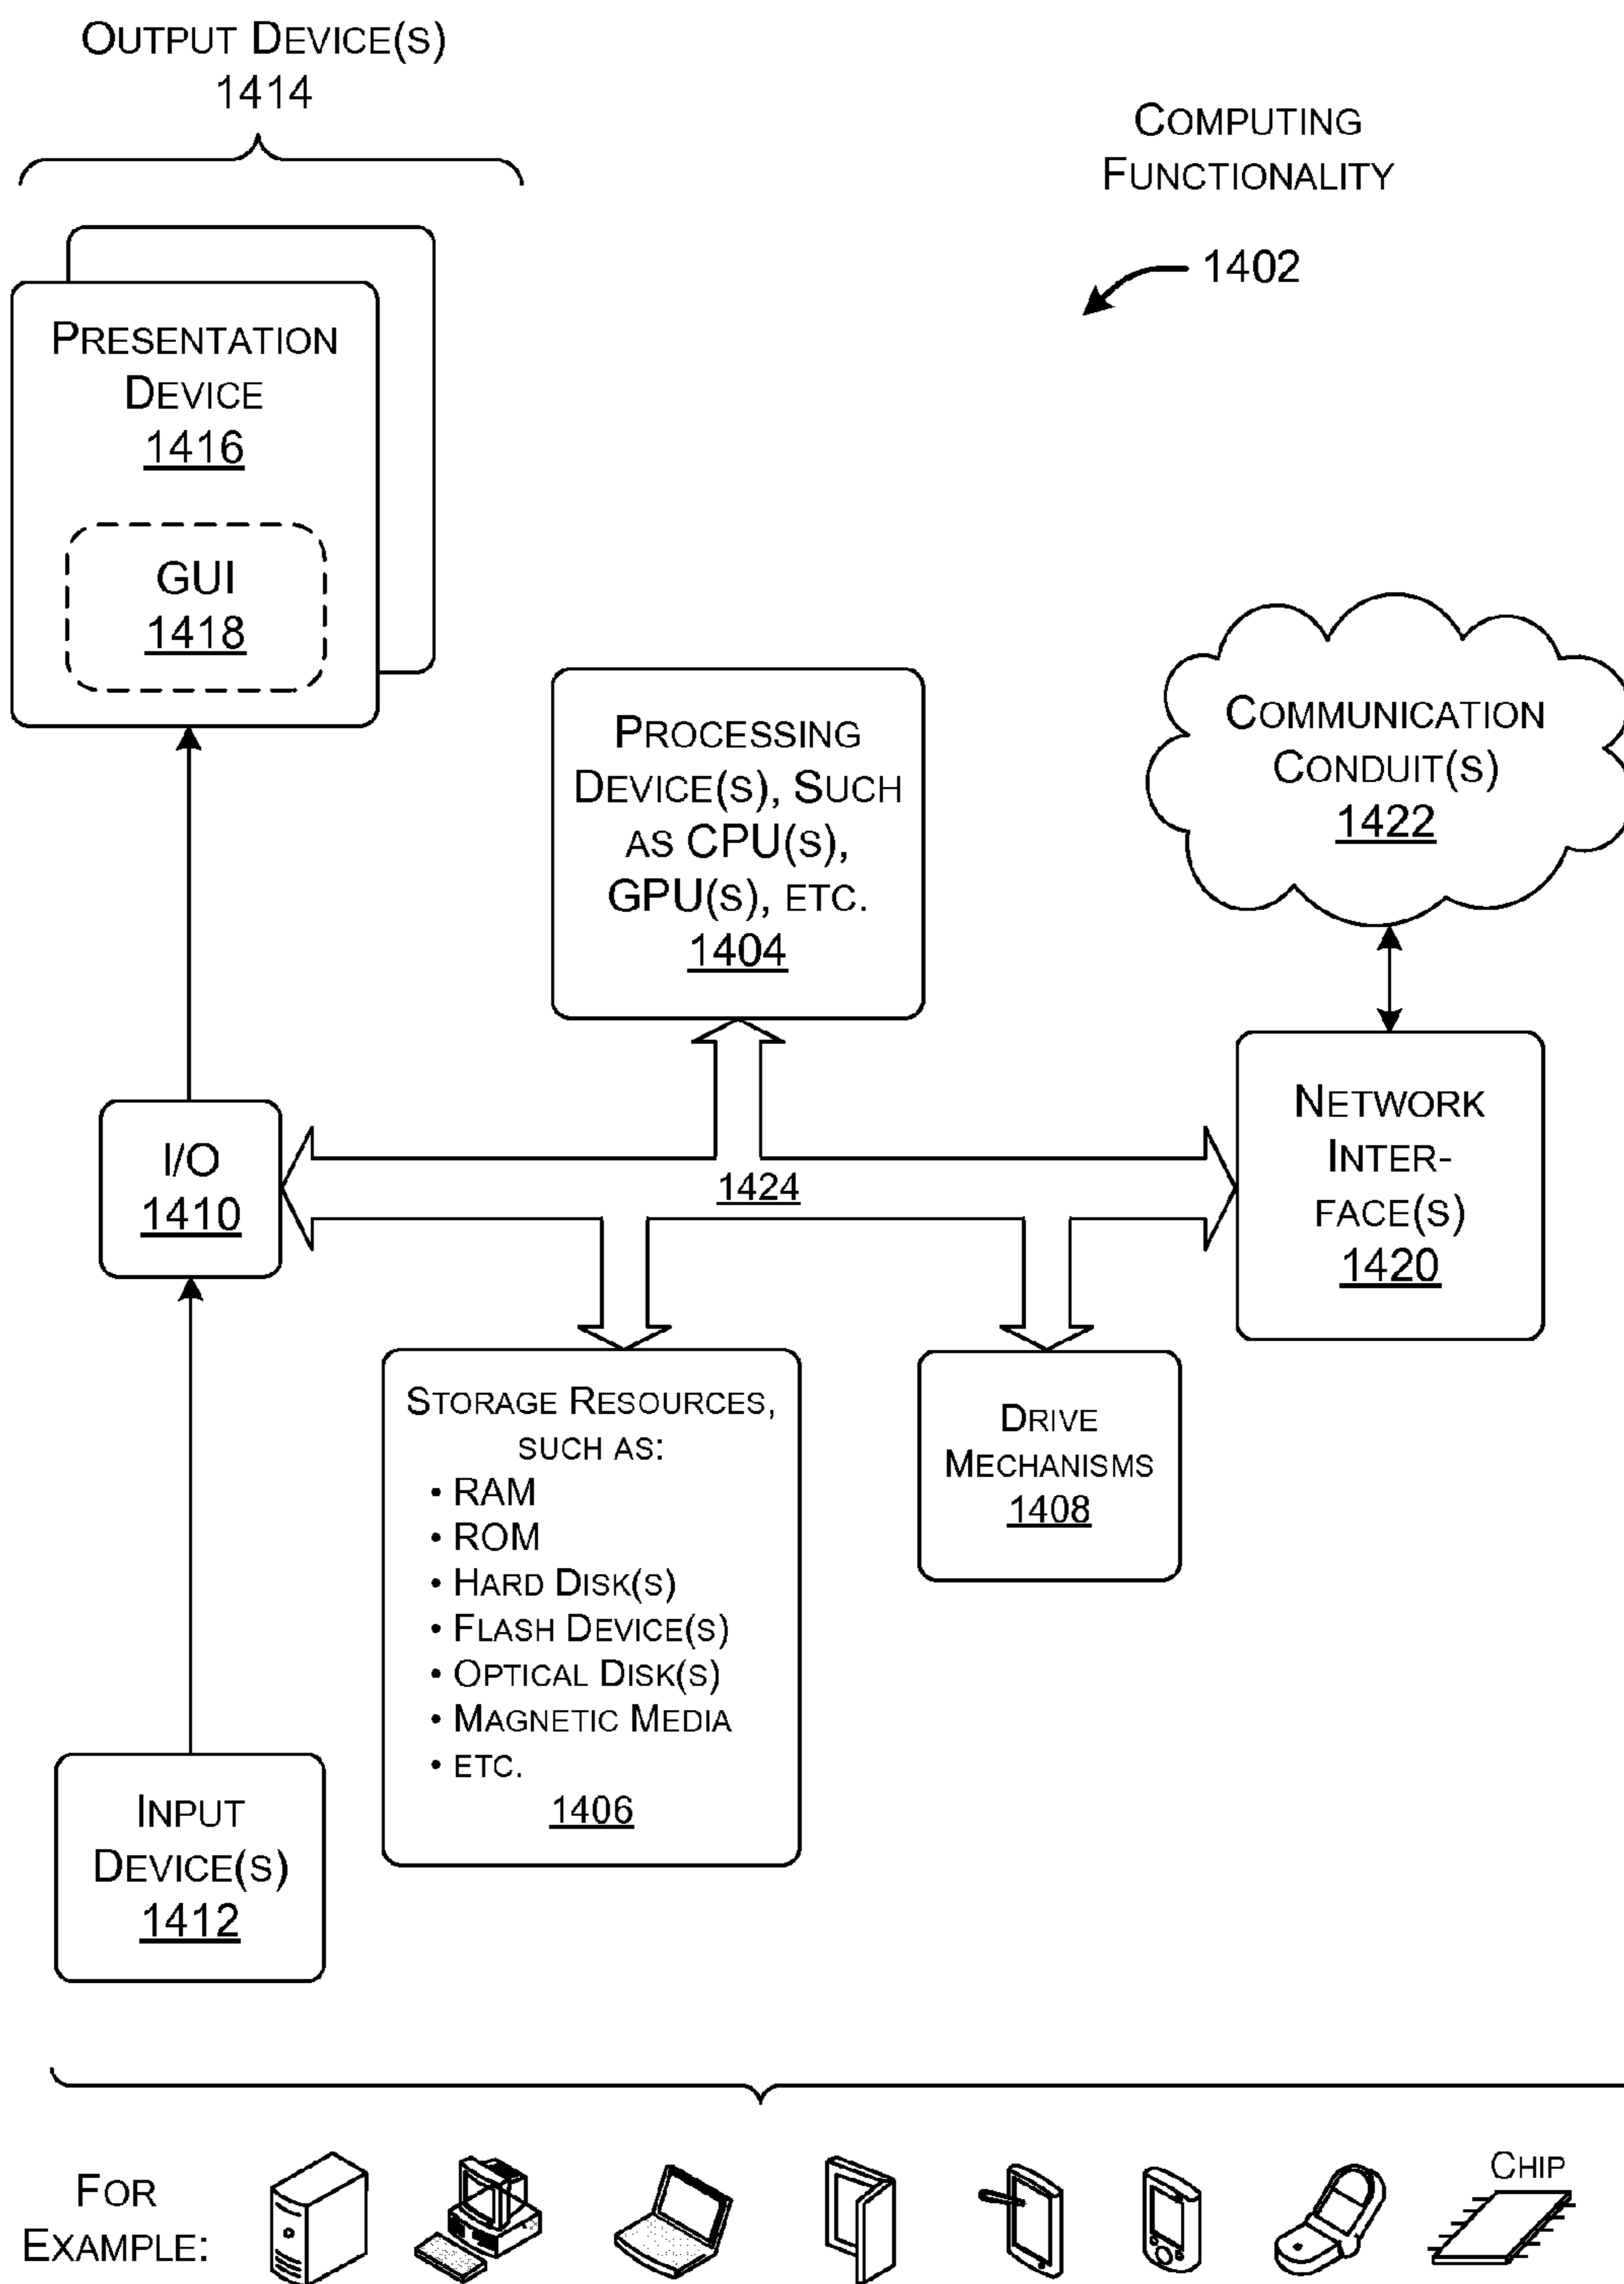 OUTPUT DEVICE(S)
1414
COMPUTING
FUNCTIONALITY
1402
PRESENTATION
DEVICE
1416
GUI
1418
PROCESSING
DEVICE(S), SUCH
AS CPU(S),
GPU(S), ETC.
1404
COMMUNICATION
CONDUIT(S)
1422
I/O
1410
1424
NETWORK
INTER-
FACE(S)
1420
STORAGE RESOURCES,
SUCH AS:
• RAM
• ROM
• HARD DISK(S)
• FLASH DEVICE(S)
• OPTICAL DISK(S)
• MAGNETIC MEDIA
• ETC.
1406
DRIVE
MECHANISMS
1408
INPUT
DEVICE(S)
1412
FOR
EXAMPLE:
CHIP